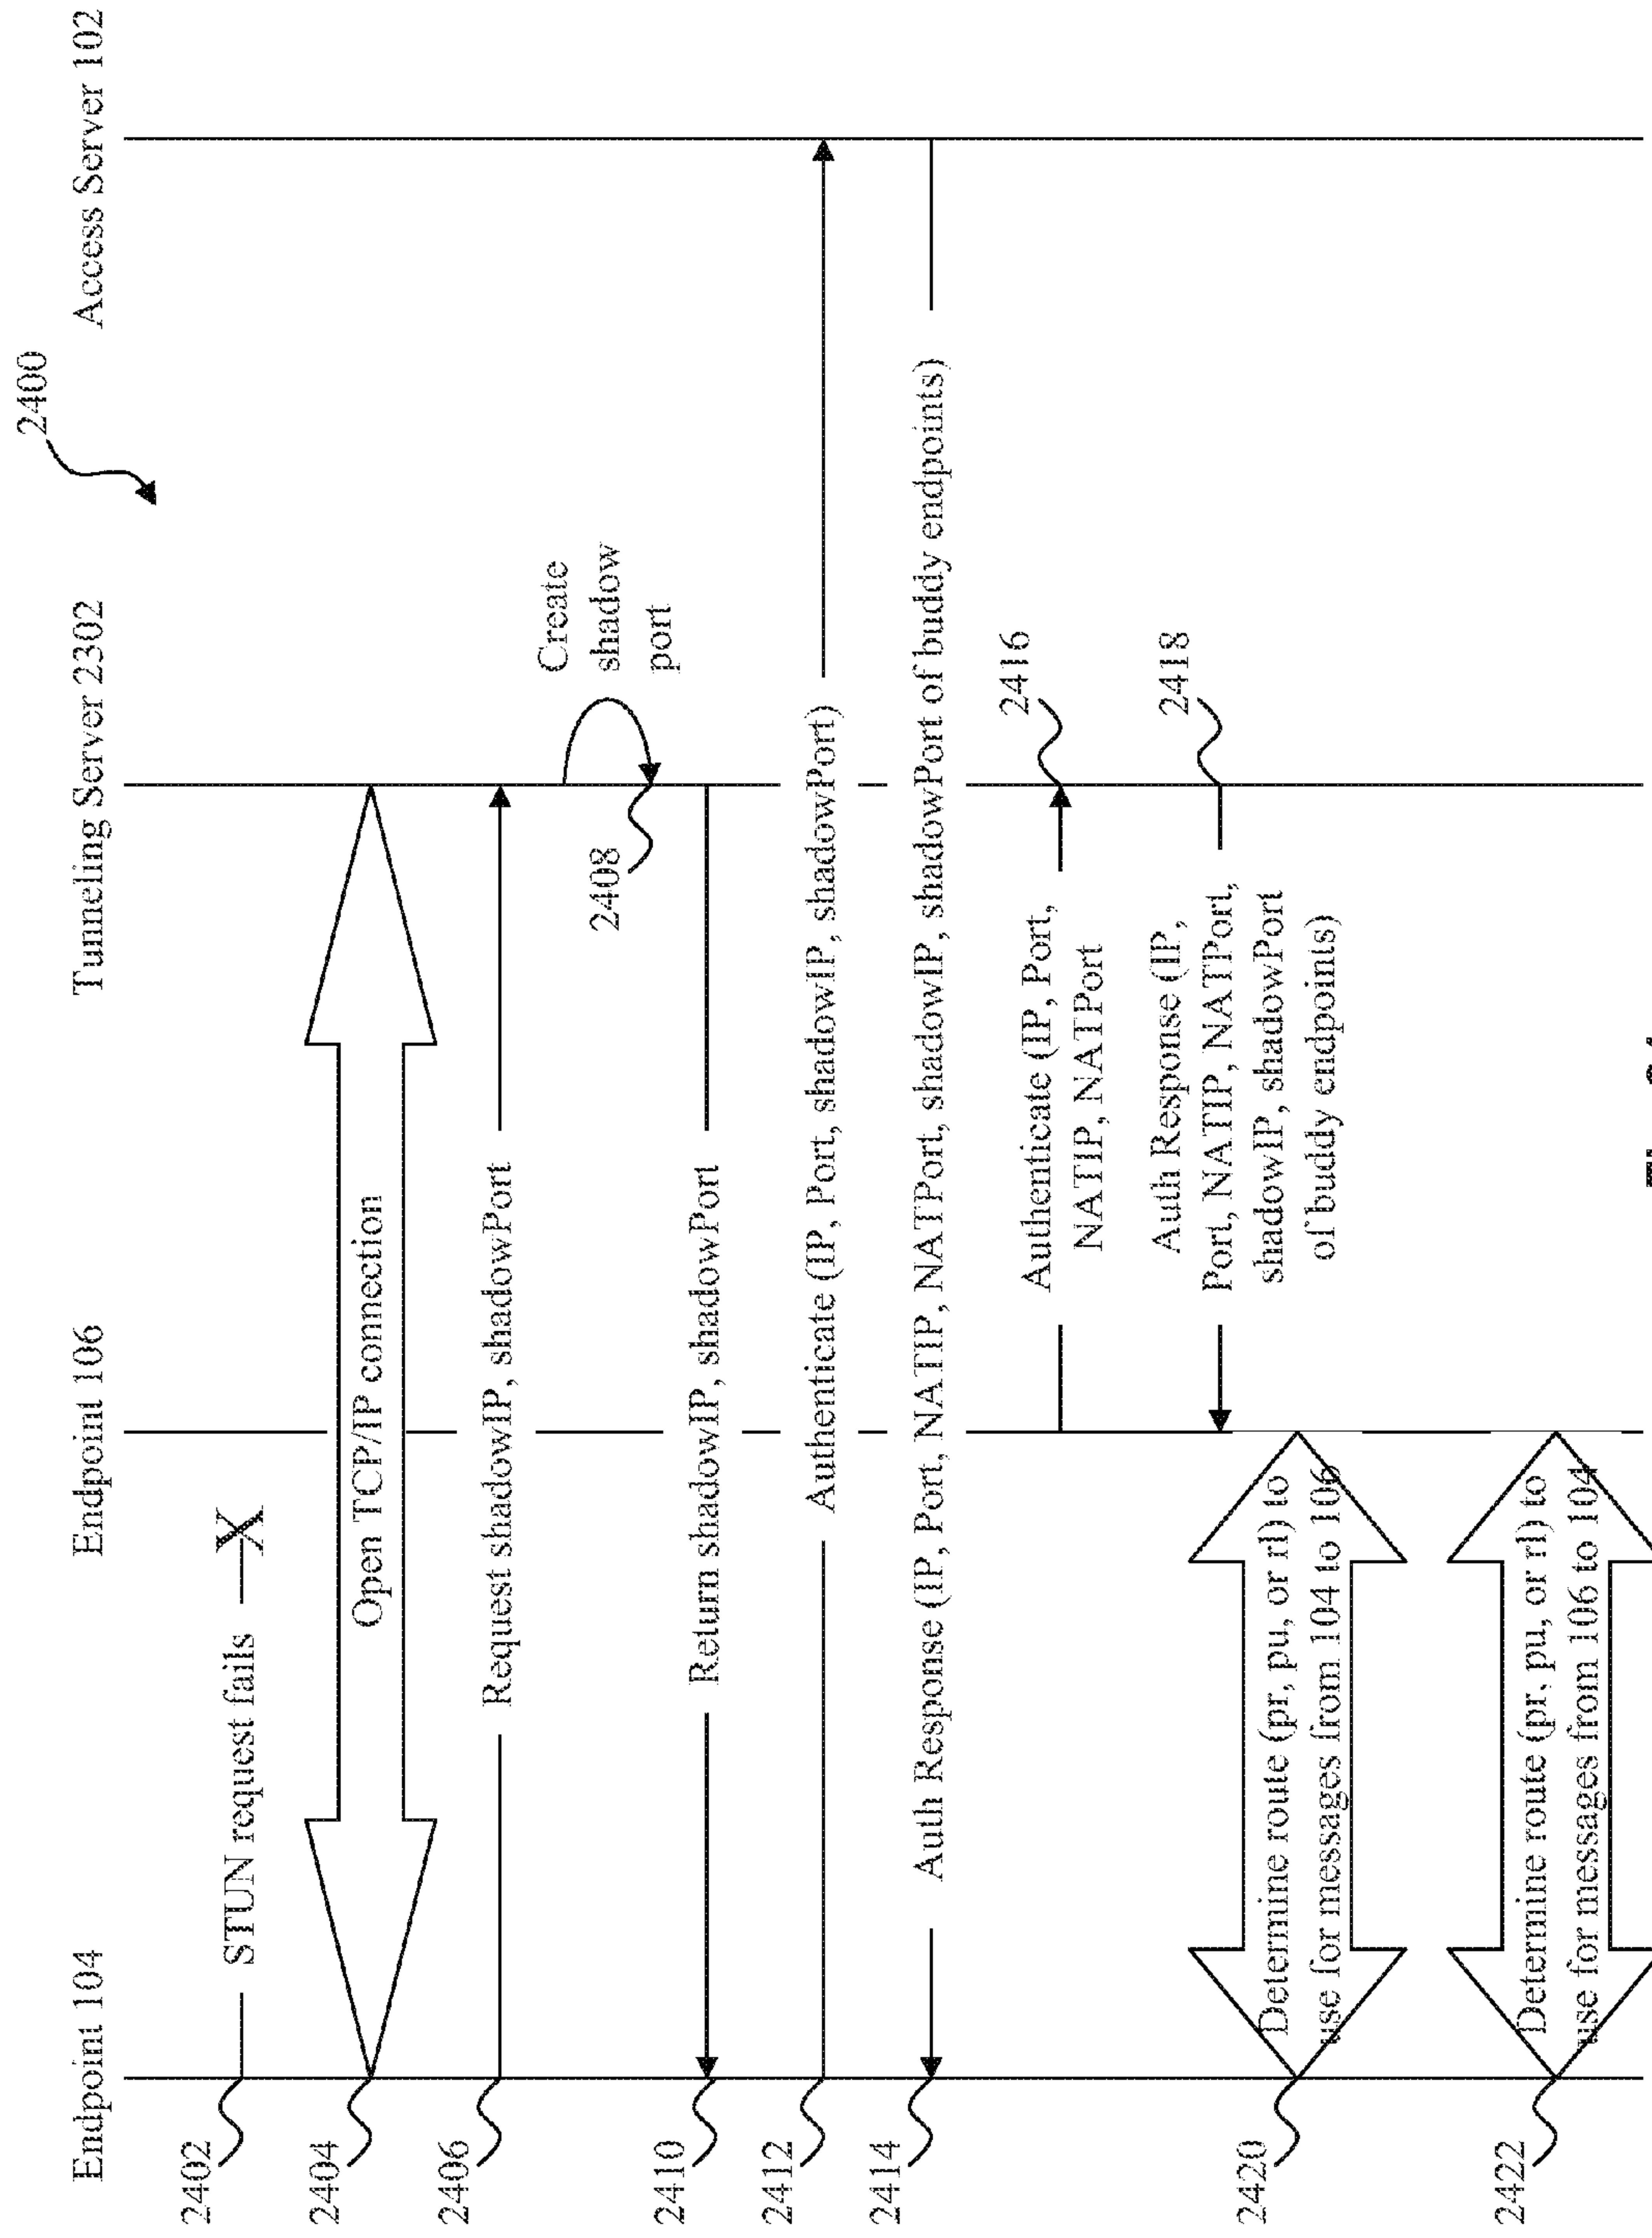 2400
Endpoint 104
Endpoint 106
Tunneling Server 2302
Access Server 102
2402
STUN request fails
X
2404
Open TCP/IP connection
2406
Request shadowIP, shadowPort
2408
Create
shadow
port
2410
Return shadowIP, shadowPort
2412
Authenticate (IP, Port, shadowIP, shadowPort)
2414
Auth Response (IP, Port, NATIP, NATPort, shadowIP, shadowPort of buddy endpoints)
2416
Authenticate (IP, Port,
NATIP, NATPort
2418
Auth Response (IP,
Port, NATIP, NATPort,
shadowIP, shadowPort
of buddy endpoints)
2420
Determine route (pr, pu, or rl) to
use for messages from 104 to 106
2422
Determine route (pr, pu, or rl) to
use for messages from 106 to 104